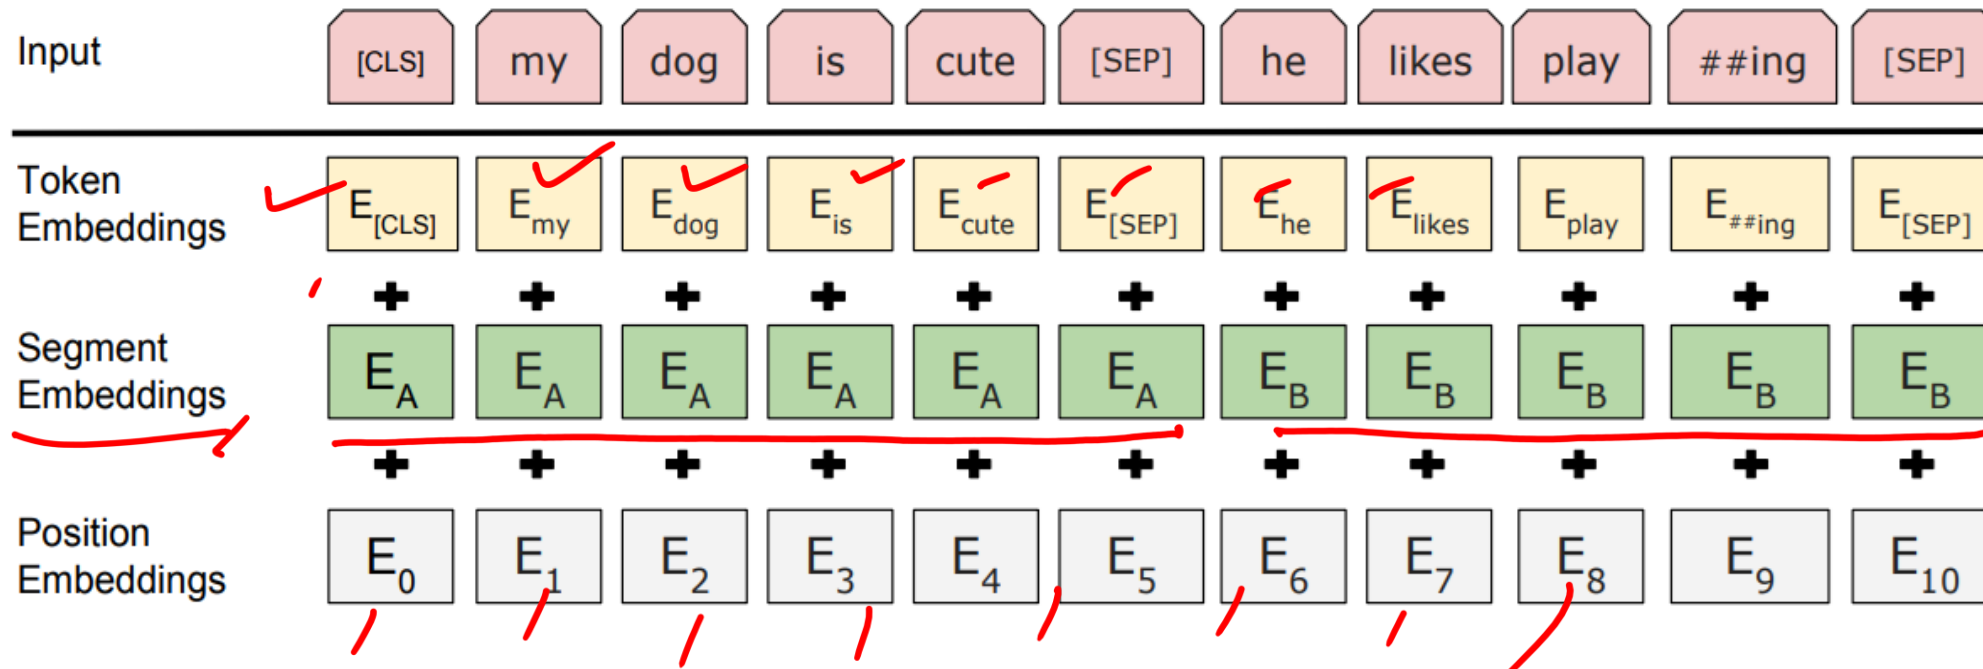 Input [CLS] my dog is cute [SEP] he likes play ##ing [SEP]
Token Embeddings E[CLS] Emy Edog Eis Ecute E[SEP] Ehe Elikes Eplay E##ing E[SEP]
+ + + + + + + + + + +
Segment Embeddings EA EA EA EA EA EA EB EB EB EB EB
+ + + + + + + + + + +
Position Embeddings E0 E1 E2 E3 E4 E5 E6 E7 E8 E9 E10